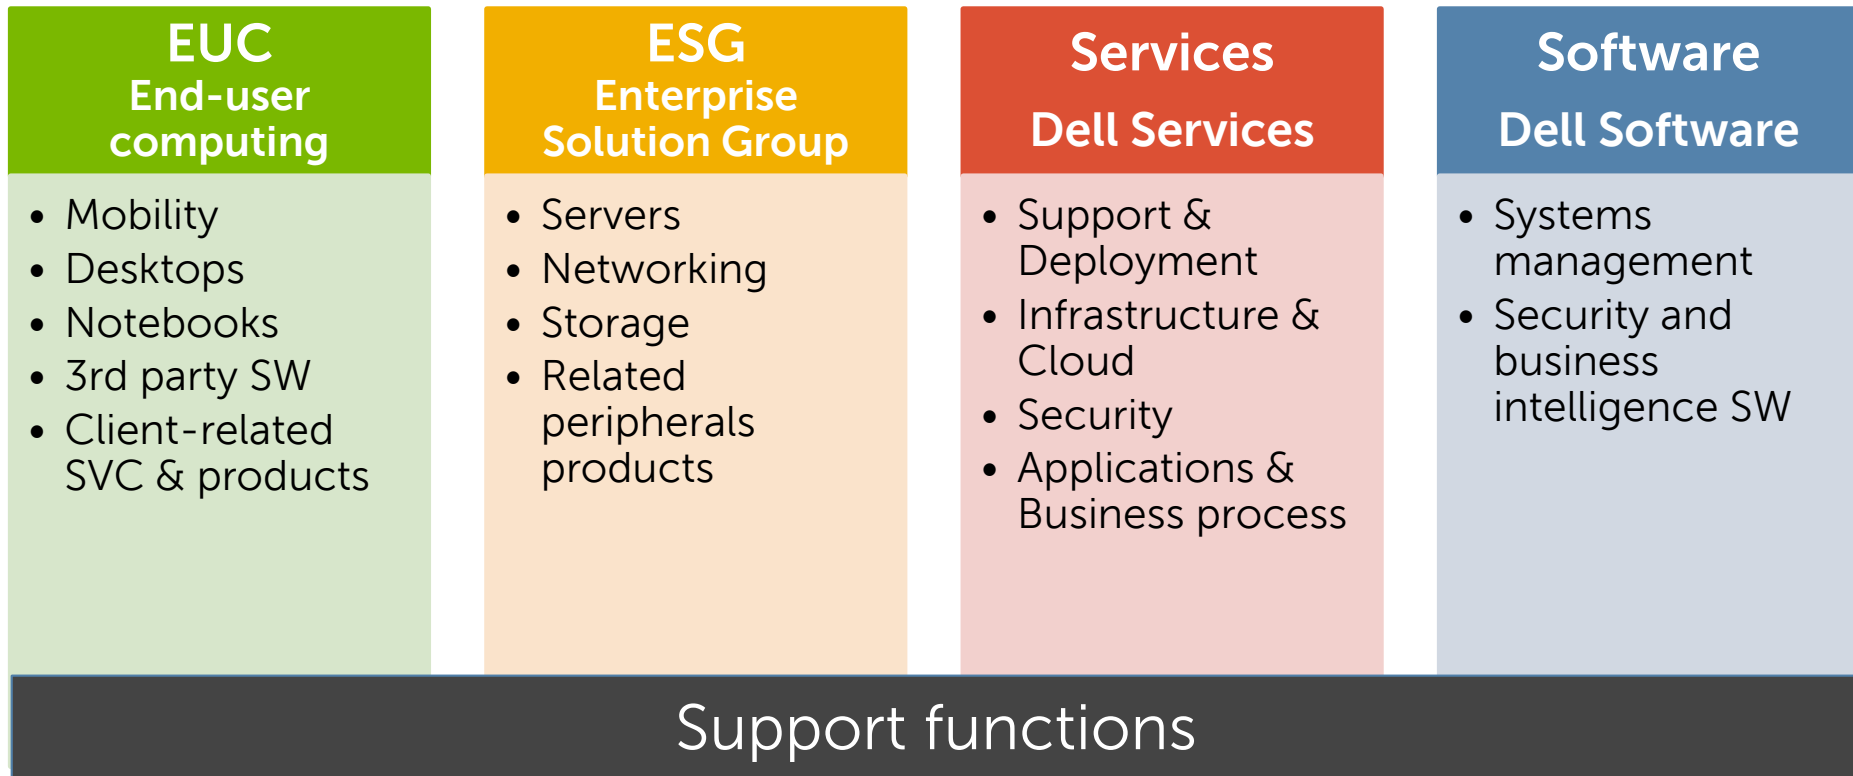 EUC
End-user
computing
• Mobility
• Desktops
• Notebooks
• 3rd party SW
• Client-related
SVC & products
ESG
Enterprise
Solution Group
• Servers
• Networking
• Storage
• Related
peripherals
products
Services
Dell Services
• Support &
Deployment
• Infrastructure &
Cloud
• Security
• Applications &
Business process
Software
Dell Software
• Systems
management
• Security and
business
intelligence SW
Support functions